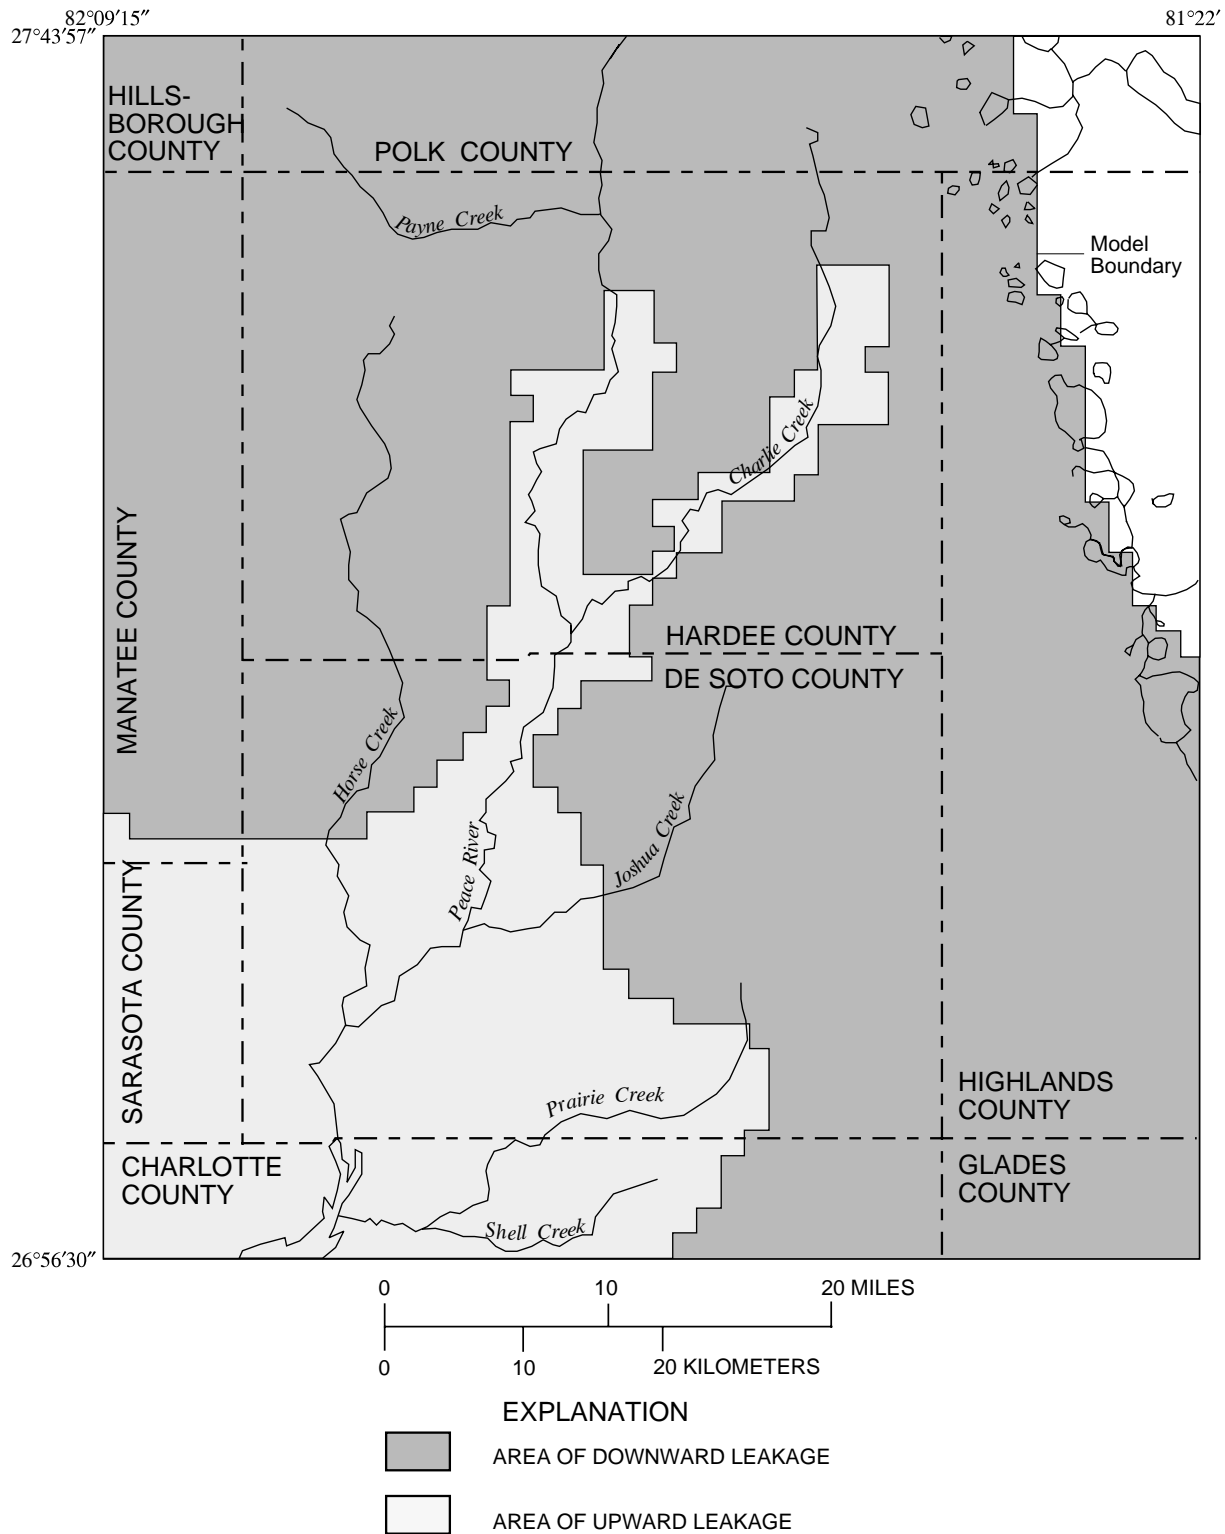 82°09′15″
81°22′
27°43′57″
HILLS-
BOROUGH
COUNTY
POLK COUNTY
Payne Creek
Model
Boundary
Charlie Creek
MANATEE COUNTY
HARDEE COUNTY
DE SOTO COUNTY
Horse Creek
Peace River
Joshua Creek
SARASOTA COUNTY
Prairie Creek
HIGHLANDS
COUNTY
CHARLOTTE
COUNTY
GLADES
COUNTY
Shell Creek
26°56′30″
0 10 20 MILES
0 10 20 KILOMETERS
EXPLANATION
AREA OF DOWNWARD LEAKAGE
AREA OF UPWARD LEAKAGE